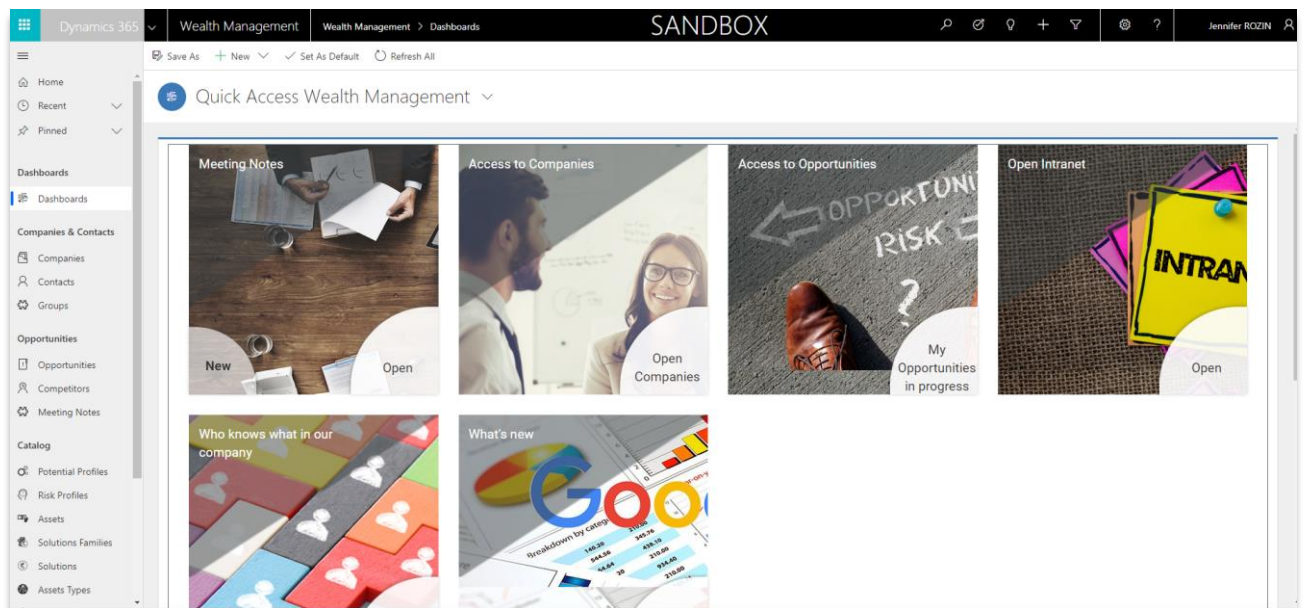 Dynamics 365
Wealth Management
Wealth Management > Dashboards
SANDBOX
?
Jennifer ROZIN
Save As
New
Set As Default
Refresh All
Home
Recent
Pinned
Dashboards
Dashboards
Companies & Contacts
Companies
Contacts
Groups
Opportunities
Opportunities
Competitors
Meeting Notes
Catalog
Potential Profiles
Risk Profiles
Assets
Solutions Families
Solutions
Assets Types
Quick Access Wealth Management
Meeting Notes
New
Open
Access to Companies
Open
Companies
Access to Opportunities
OPPORTUNI
RISK
?
My
Opportunities
in progress
Open Intranet
INTRAN
Open
Who knows what in our
company
What's new
Goo
Breakdown by categ